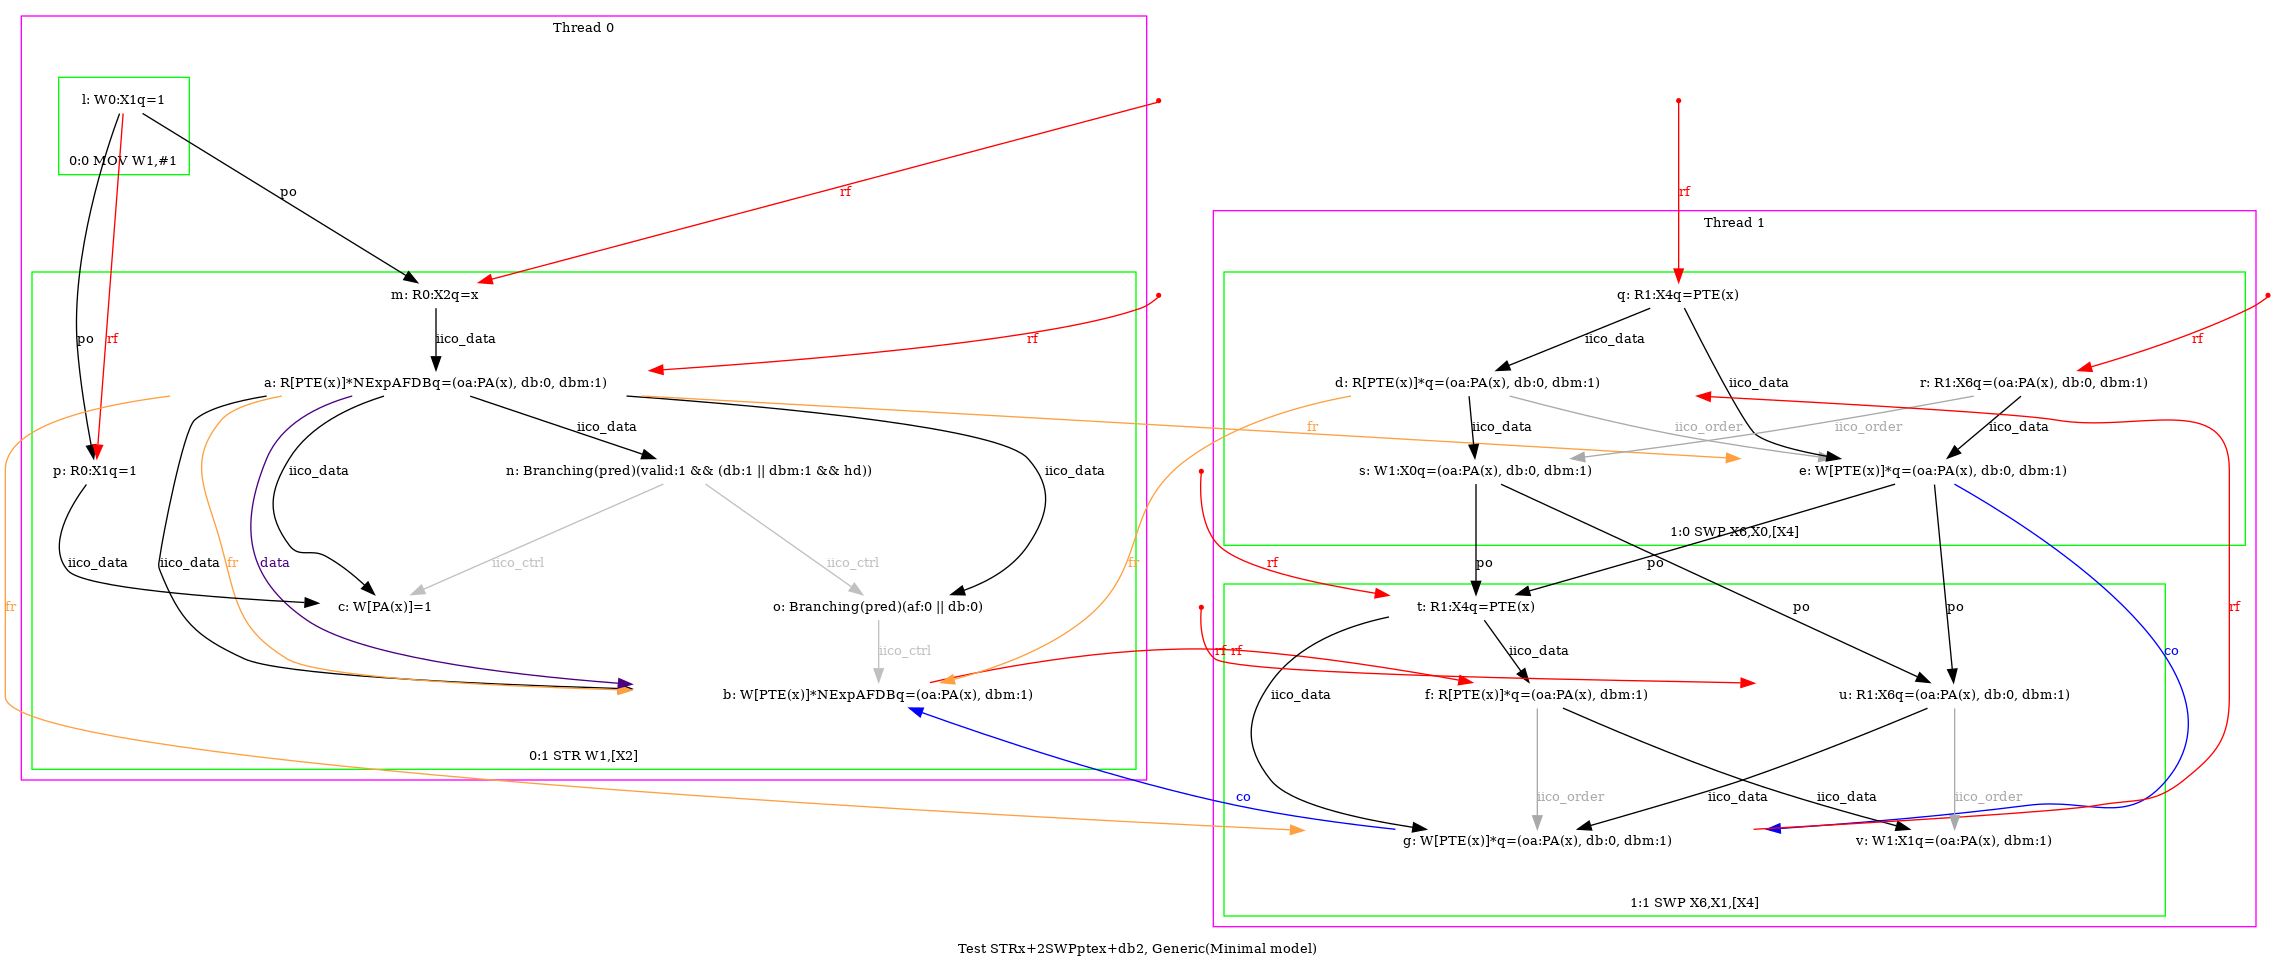 Thread 0
l: W0:X1q=1
0:0 MOV W1,#1
po
rf
rf
Thread 1
m: R0:X2q=x
q: R1:X4q=PTE(x)
po
rf
iico_data
rf
iico_data
iico_data
rf
a: R[PTE(x)]*NExpAFDBq=(oa:PA(x), db:0, dbm:1)
d: R[PTE(x)]*q=(oa:PA(x), db:0, dbm:1)
r: R1:X6q=(oa:PA(x), db:0, dbm:1)
iico_data
fr
iico_data
iico_order
iico_order
iico_data
p: R0:X1q=1
iico_data
n: Branching(pred)(valid:1 && (db:1 || dbm:1 && hd))
iico_data
s: W1:X0q=(oa:PA(x), db:0, dbm:1)
e: W[PTE(x)]*q=(oa:PA(x), db:0, dbm:1)
1:0 SWP X6,X0,[X4]
iico_data
iico_data
fr
data
iico_ctrl
iico_ctrl
fr
rf
po
po
fr
c: W[PA(x)]=1
o: Branching(pred)(af:0 || db:0)
t: R1:X4q=PTE(x)
po
po
rf
iico_ctrl
rf
rf
iico_data
co
b: W[PTE(x)]*NExpAFDBq=(oa:PA(x), dbm:1)
iico_data
f: R[PTE(x)]*q=(oa:PA(x), dbm:1)
u: R1:X6q=(oa:PA(x), db:0, dbm:1)
0:1 STR W1,[X2]
co
iico_order
iico_data
iico_data
iico_order
g: W[PTE(x)]*q=(oa:PA(x), db:0, dbm:1)
v: W1:X1q=(oa:PA(x), dbm:1)
1:1 SWP X6,X1,[X4]
Test STRx+2SWPptex+db2, Generic(Minimal model)